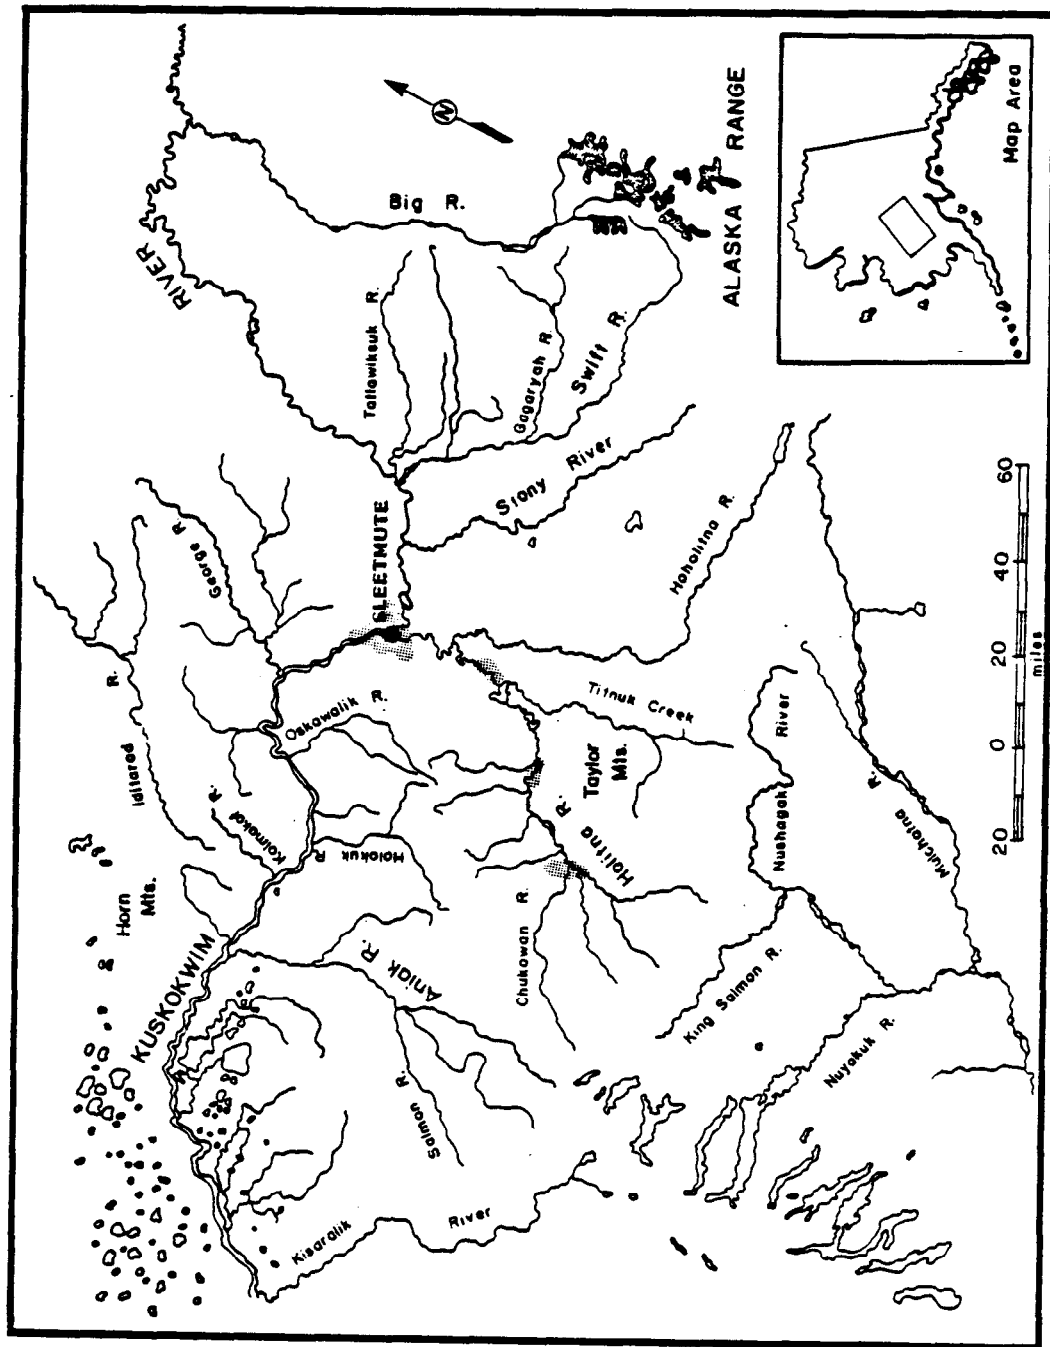 RIVER
Big R.
N
ALASKA RANGE
Map Area
Tatlawiksuk R.
Gagaryah R.
Swift R.
Stony River
SLEETMUTE
George R.
Iditarod R.
Oskawalik R.
Hoholitna R.
Titnuk Creek
Taylor
Mts.
Holitna R.
Nushagak River
Mulchatna R.
20 0 20 40 60
miles
Kolmakof R.
Holokuk R.
Horn
Mts.
KUSKOKWIM
Aniak R.
Chukowan R.
King Salmon R.
Nuyakuk R.
Salmon R.
Kisaralik River